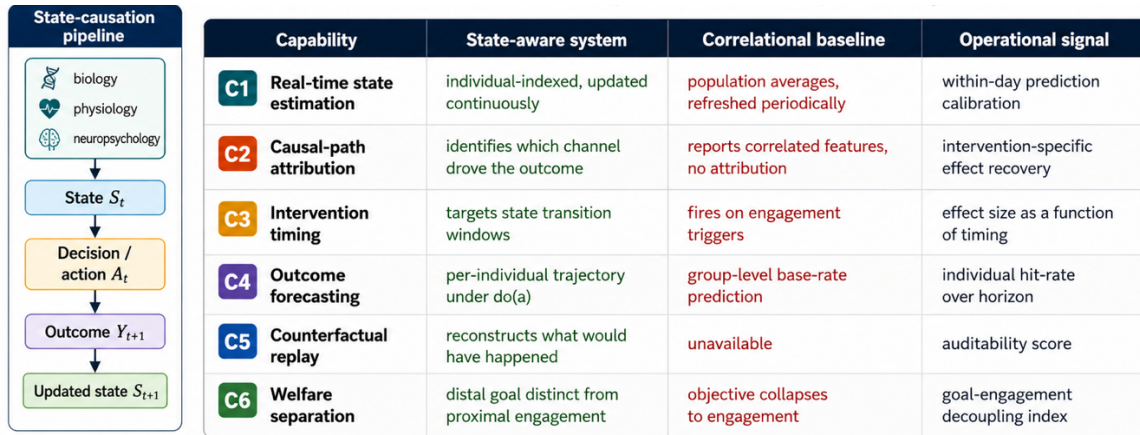 State-causation
pipeline
biology
physiology
neuropsychology
State S_t
Decision /
action A_t
Outcome Y_{t+1}
Updated state S_{t+1}
Capability State-aware system Correlational baseline Operational signal
C1 Real-time state individual-indexed, updated population averages, within-day prediction
estimation continuously refreshed periodically calibration
C2 Causal-path identifies which channel reports correlated features, intervention-specific
attribution drove the outcome no attribution effect recovery
C3 Intervention targets state transition fires on engagement effect size as a function
timing windows triggers of timing
C4 Outcome per-individual trajectory group-level base-rate individual hit-rate
forecasting under do(a) prediction over horizon
C5 Counterfactual reconstructs what would unavailable auditability score
replay have happened
C6 Welfare distal goal distinct from objective collapses goal-engagement
separation proximal engagement to engagement decoupling index